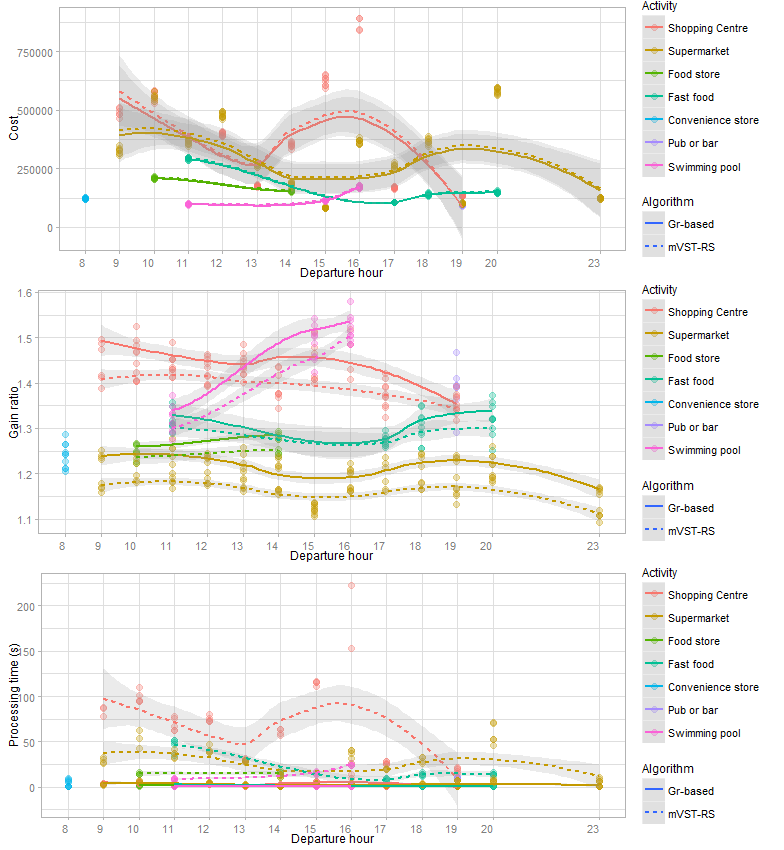 Activity
Shopping Centre
Supermarket
Food store
Fast food
Convenience store
Pub or bar
Swimming pool
Algorithm
Gr-based
mVST-RS
Cost
750000
500000
250000
0
8 9 10 11 12 13 14 15 16 17 18 19 20 23
Departure hour
Activity
Shopping Centre
Supermarket
Food store
Fast food
Convenience store
Pub or bar
Swimming pool
Algorithm
Gr-based
mVST-RS
Gain ratio
1.6
1.5
1.4
1.3
1.2
1.1
8 9 10 11 12 13 14 15 16 17 18 19 20 23
Departure hour
Activity
Shopping Centre
Supermarket
Food store
Fast food
Convenience store
Pub or bar
Swimming pool
Algorithm
Gr-based
mVST-RS
Processing time (s)
200
150
100
50
0
8 9 10 11 12 13 14 15 16 17 18 19 20 23
Departure hour